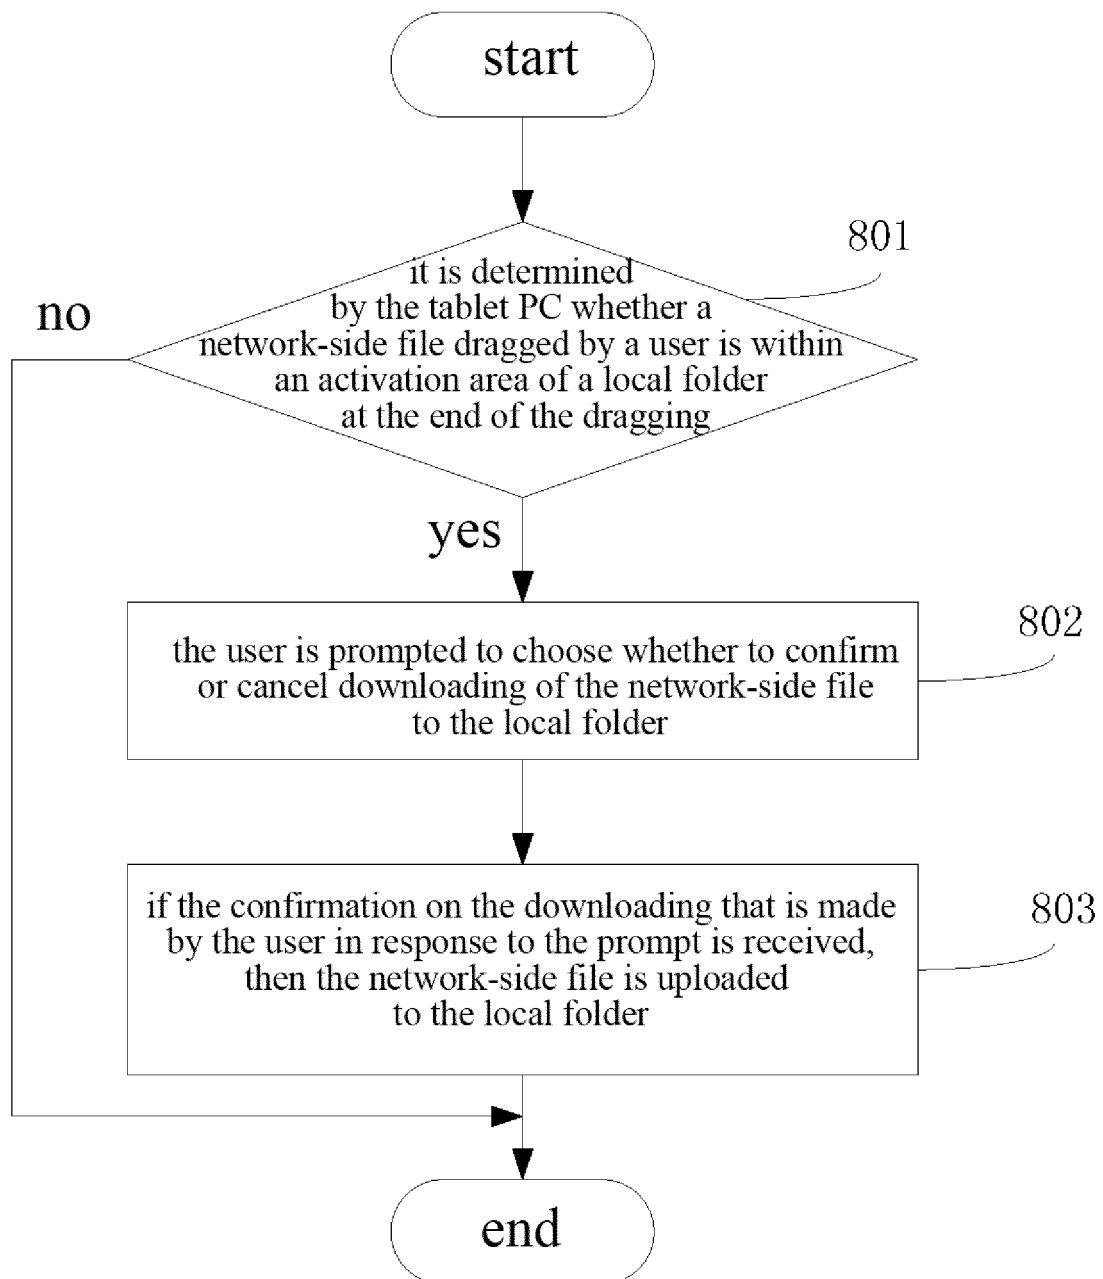 start
801
it is determined
by the tablet PC whether a
network-side file dragged by a user is within
an activation area of a local folder
at the end of the dragging
no
yes
802
the user is prompted to choose whether to confirm
or cancel downloading of the network-side file
to the local folder
803
if the confirmation on the downloading that is made
by the user in response to the prompt is received,
then the network-side file is uploaded
to the local folder
end